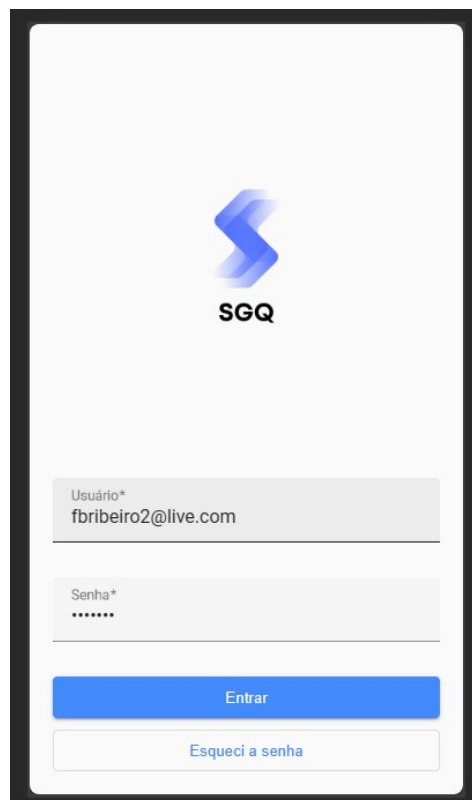 SGQ
Usuário*
fbribeiro2@live.com
Senha*
•••••••
Entrar
Esqueci a senha